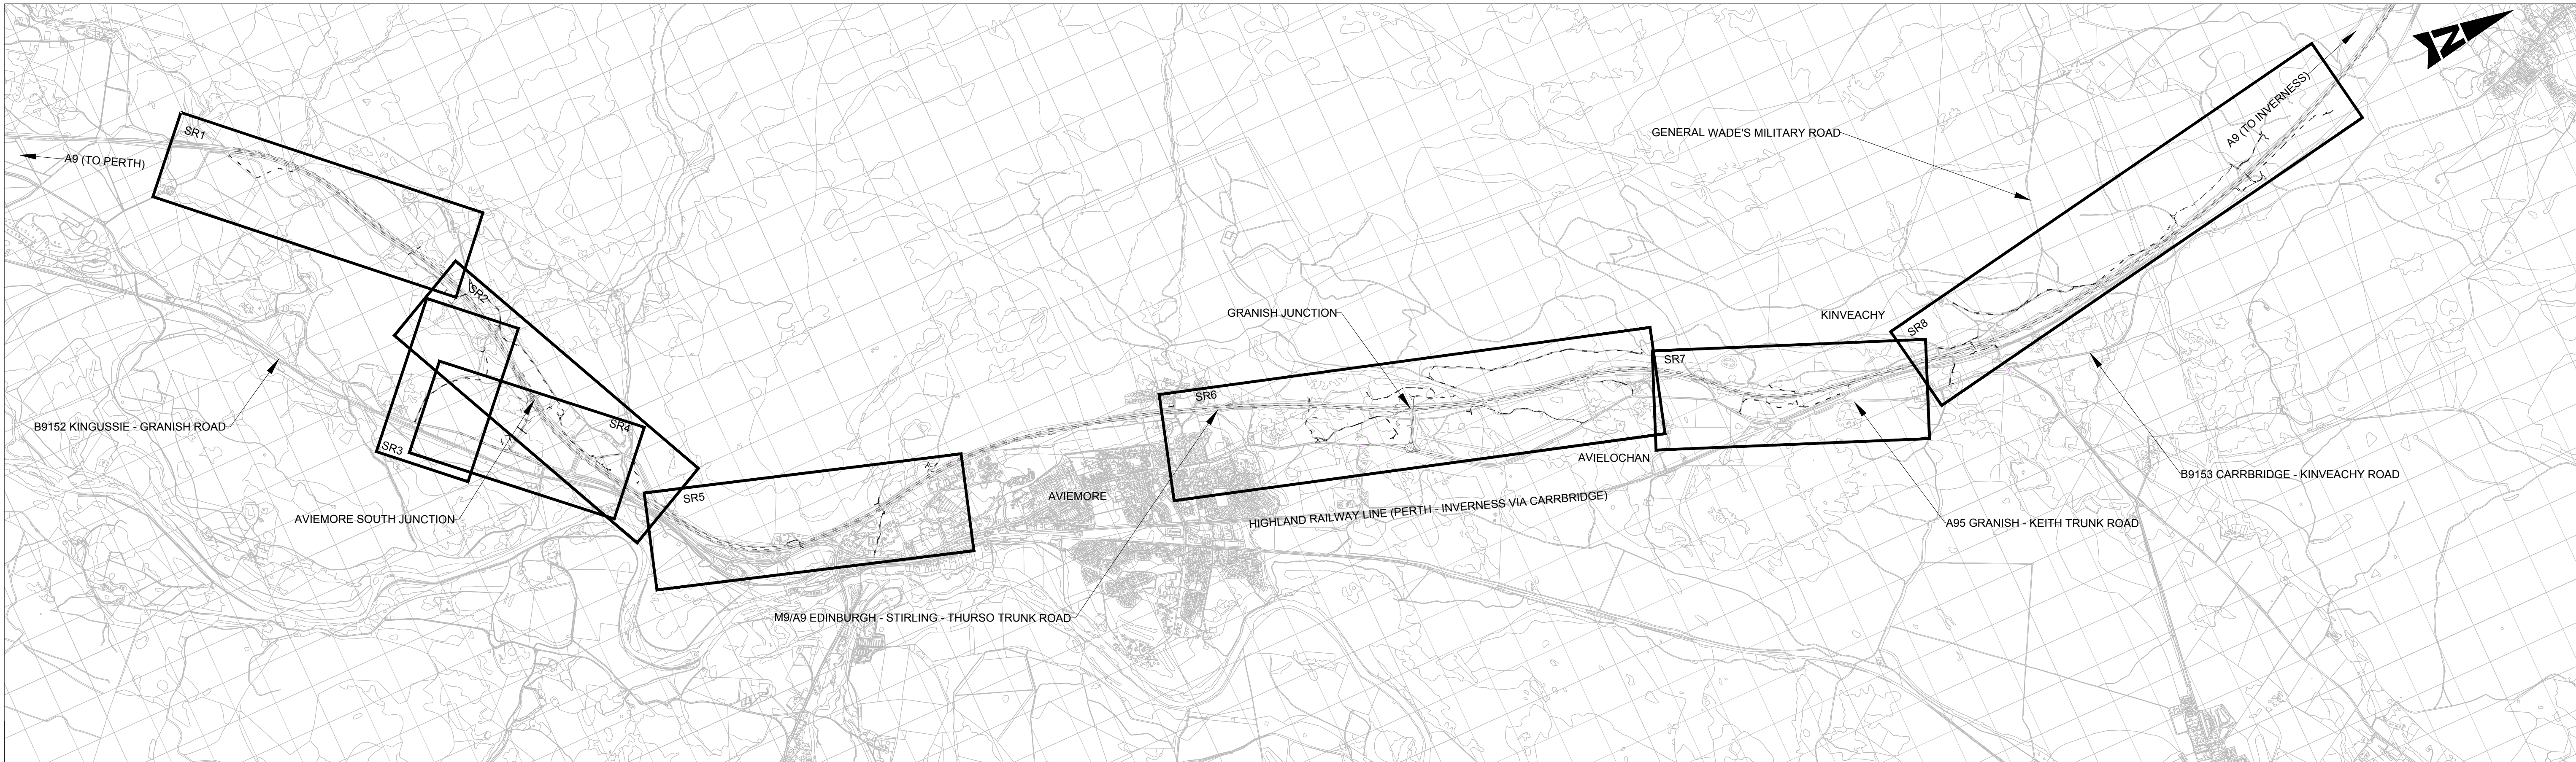 N
SR1
A9 (TO PERTH)
SR2
SR3
SR4
B9152 KINGUSSIE - GRANISH ROAD
AVIEMORE SOUTH JUNCTION
SR5
AVIEMORE
M9/A9 EDINBURGH - STIRLING - THURSO TRUNK ROAD
SR6
GRANISH JUNCTION
HIGHLAND RAILWAY LINE (PERTH - INVERNESS VIA CARRBRIDGE)
AVIELOCHAN
SR7
KINVEACHY
GENERAL WADE'S MILITARY ROAD
SR8
A9 (TO INVERNESS)
B9153 CARRBRIDGE - KINVEACHY ROAD
A95 GRANISH - KEITH TRUNK ROAD